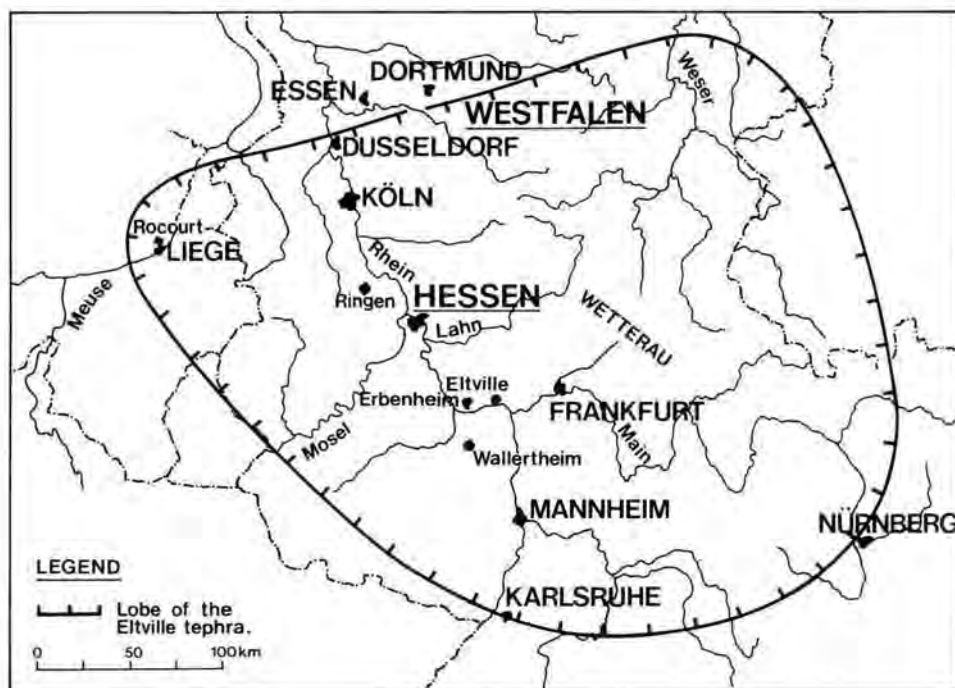 DORTMUND
ESSEN
WESTFALEN
Weser
DUSSELDORF
KÖLN
Rocourt
LIEGE
Rhein
Meuse
Ringen
HESSEN
Lahn
WETTERAU
Eltville
Erbenheim
FRANKFURT
Mosel
Main
Wallertheim
MANNHEIM
NÜRNBERG
KARLSRUHE
LEGEND
Lobe of the
Eltville tephra.
0 50 100km